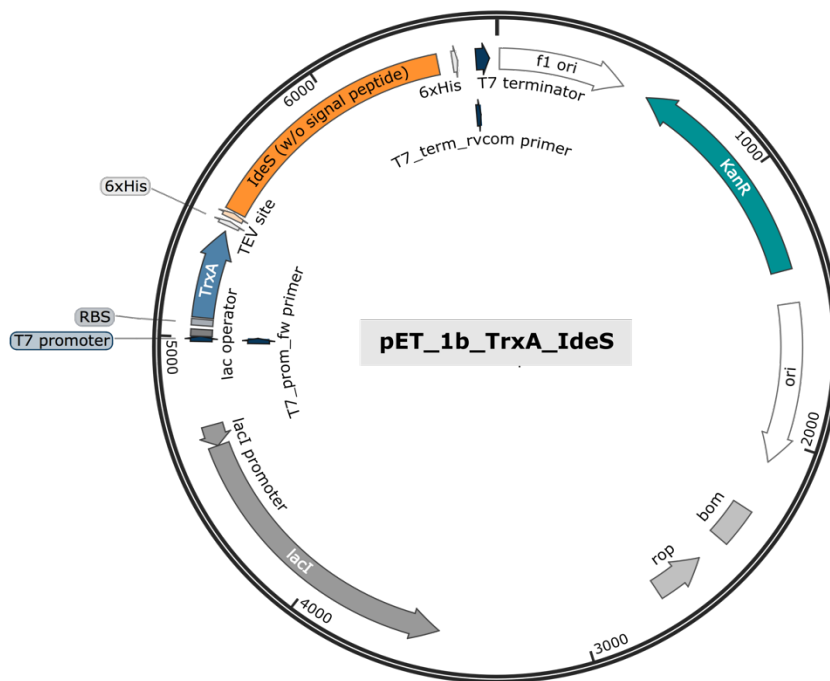 6xHis
T7 terminator
f1 ori
T7_term_rvcom primer
6000
IdeS (w/o signal peptide)
1000
KanR
6xHis
TEV site
TrxA
RBS
lac operator
T7 promoter
5000
T7_prom_fw primer
pET_1b_TrxA_IdeS
ori
2000
lacI promoter
bom
rop
lacI
4000
3000